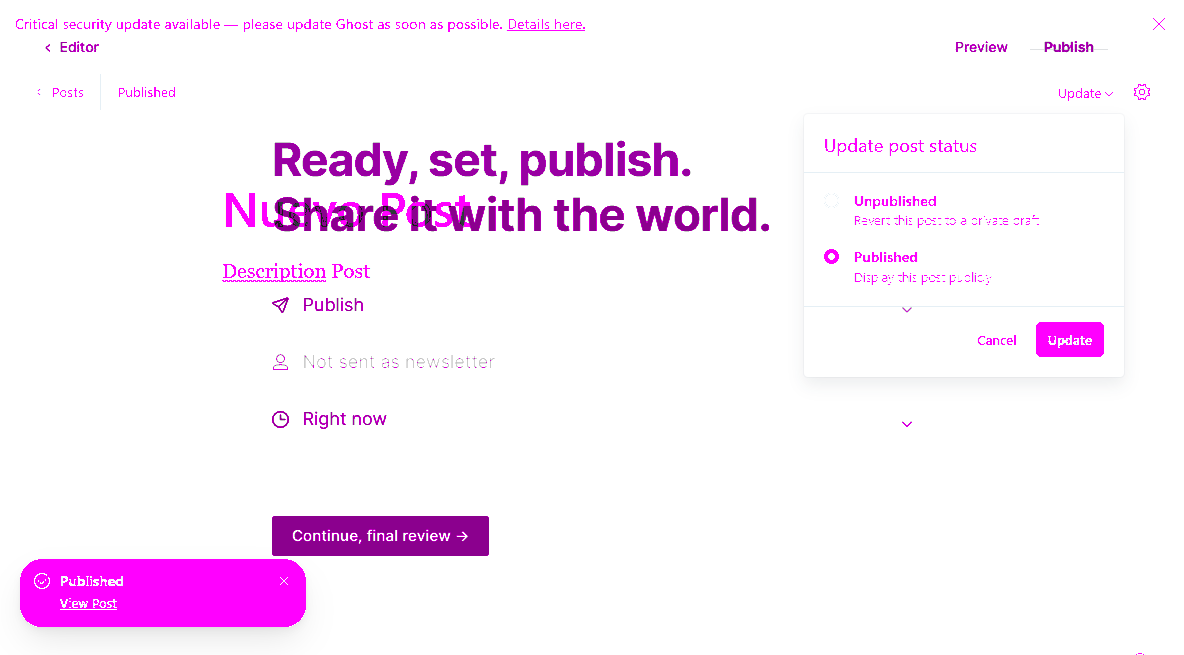 Critical security update available — please update Ghost as soon as possible. Details here.
Editor
Preview
Publish
Posts
Published
Update
Update post status
Ready, set, publish.
Unpublished
Nuevo Post
Share it with the world.
Revert this post to a private draft
Published
Description Post
Display this post publicly
Publish
Cancel
Update
Not sent as newsletter
Right now
Continue, final review →
Published
View Post